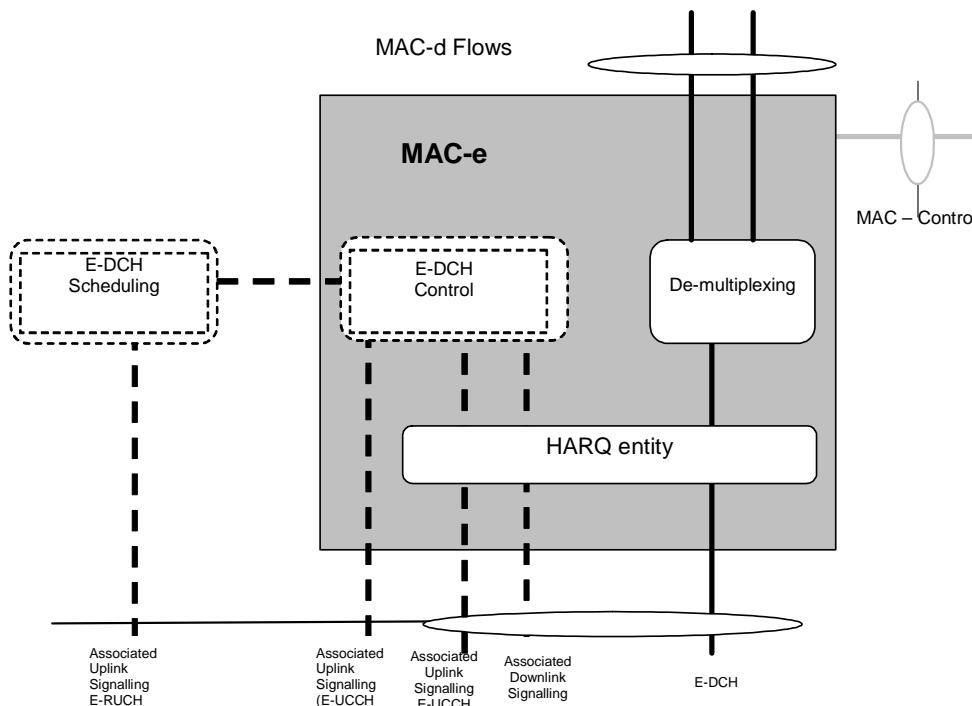 MAC-d Flows
MAC-e
MAC – Contro
E-DCH
Scheduling
E-DCH
Control
De-multiplexing
HARQ entity
Associated
Uplink
Signalling
E-RUCH
Associated
Uplink
Signalling
(E-UCCH
Associated
Uplink
Signalling
E-UCCH
Associated
Downlink
Signalling
E-DCH